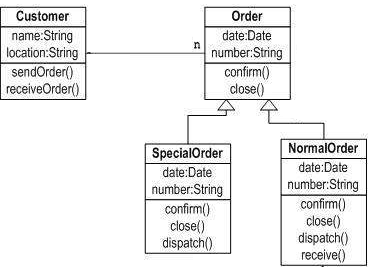 Customer
name:String
location:String
sendOrder()
receiveOrder()
n
Order
date:Date
number:String
confirm()
close()
SpecialOrder
date:Date
number:String
confirm()
close()
dispatch()
NormalOrder
date:Date
number:String
confirm()
close()
dispatch()
receive()